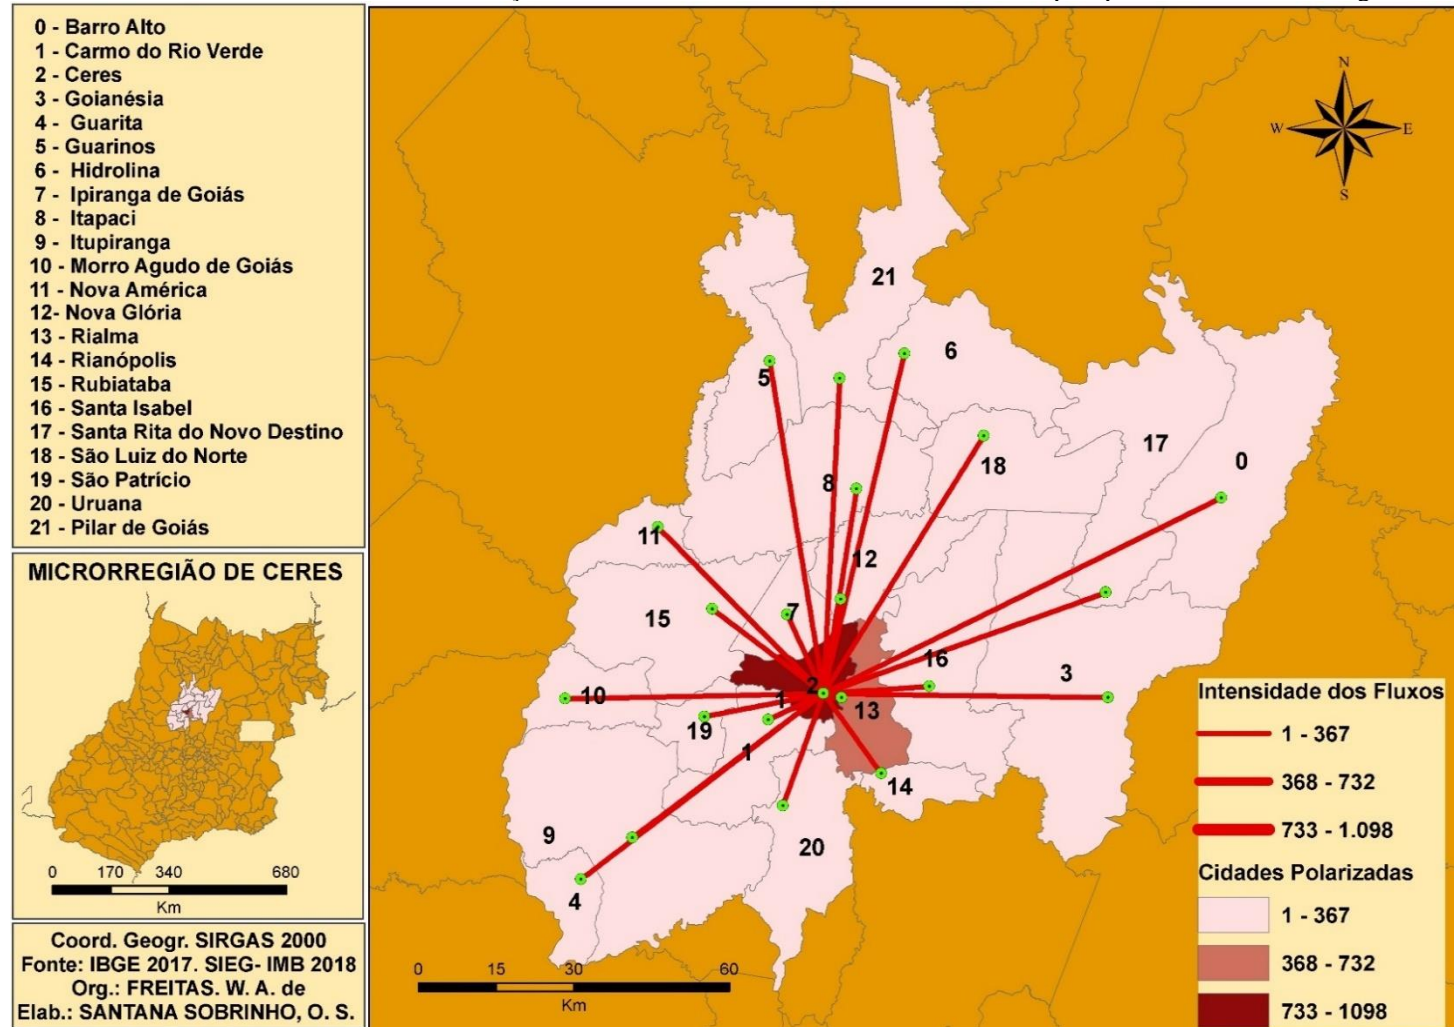 0 - Barro Alto
1 - Carmo do Rio Verde
2 - Ceres
3 - Goianésia
4 - Guarita
5 - Guarinos
6 - Hidrolina
7 - Ipiranga de Goiás
8 - Itapaci
9 - Itupiranga
10 - Morro Agudo de Goiás
11 - Nova América
12- Nova Glória
13 - Rialma
14 - Rianópolis
15 - Rubiataba
16 - Santa Isabel
17 - Santa Rita do Novo Destino
18 - São Luiz do Norte
19 - São Patrício
20 - Uruana
21 - Pilar de Goiás
MICRORREGIÃO DE CERES
0 170 340 680
Km
Coord. Geogr. SIRGAS 2000
Fonte: IBGE 2017. SIEG- IMB 2018
Org.: FREITAS. W. A. de
Elab.: SANTANA SOBRINHO, O. S.
N
W E
S
21
6
5
17
18
0
8
11
12
7
15
16
3
2
10
1
13
19
1
14
9
20
4
0 15 30 60
Km
Intensidade dos Fluxos
1 - 367
368 - 732
733 - 1.098
Cidades Polarizadas
1 - 367
368 - 732
733 - 1098